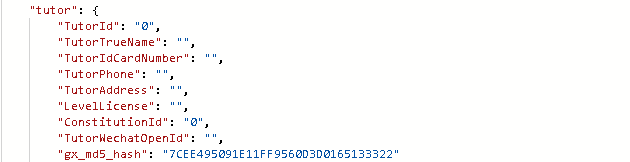 "tutor": {
"TutorId": "0",
"TutorTrueName": "",
"TutorIdCardNumber": "",
"TutorPhone": "",
"TutorAddress": "",
"LevelLicense": "",
"ConstitutionId": "0",
"TutorWechatOpenId": "",
"gx_md5_hash": "7CEE495091E11FF9560D3D0165133322"